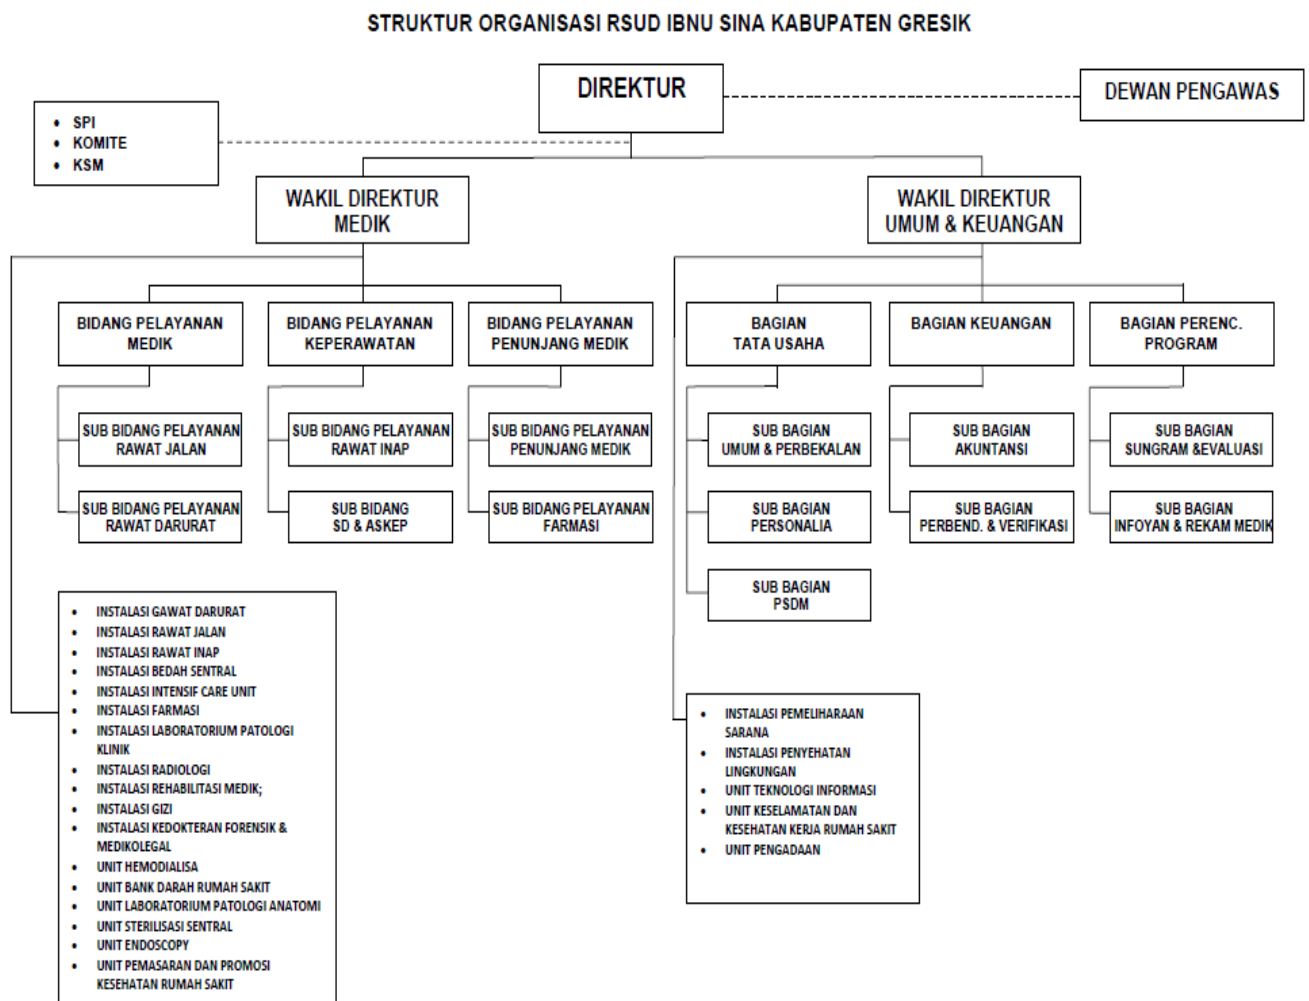 STRUKTUR ORGANISASI RSUD IBNU SINA KABUPATEN GRESIK
DIREKTUR
DEWAN PENGAWAS
• SPI
• KOMITE
• KSM
WAKIL DIREKTUR
MEDIK
WAKIL DIREKTUR
UMUM & KEUANGAN
BIDANG PELAYANAN
MEDIK
BIDANG PELAYANAN
KEPERAWATAN
BIDANG PELAYANAN
PENUNJANG MEDIK
BAGIAN
TATA USAHA
BAGIAN KEUANGAN
BAGIAN PERENC.
PROGRAM
SUB BIDANG PELAYANAN
RAWAT JALAN
SUB BIDANG PELAYANAN
RAWAT INAP
SUB BIDANG PELAYANAN
PENUNJANG MEDIK
SUB BAGIAN
UMUM & PERBEKALAN
SUB BAGIAN
AKUNTANSI
SUB BAGIAN
SUNGRAM &EVALUASI
SUB BIDANG PELAYANAN
RAWAT DARURAT
SUB BIDANG
SD & ASKEP
SUB BIDANG PELAYANAN
FARMASI
SUB BAGIAN
PERSONALIA
SUB BAGIAN
PERBEND. & VERIFIKASI
SUB BAGIAN
INFOYAN & REKAM MEDIK
SUB BAGIAN
PSDM
• INSTALASI GAWAT DARURAT
• INSTALASI RAWAT JALAN
• INSTALASI RAWAT INAP
• INSTALASI BEDAH SENTRAL
• INSTALASI INTENSIF CARE UNIT
• INSTALASI FARMASI
• INSTALASI LABORATORIUM PATOLOGI
KLINIK
• INSTALASI RADIOLOGI
• INSTALASI REHABILITASI MEDIK;
• INSTALASI GIZI
• INSTALASI KEDOKTERAN FORENSIK &
MEDIKOLEGAL
• UNIT HEMODIALISA
• UNIT BANK DARAH RUMAH SAKIT
• UNIT LABORATORIUM PATOLOGI ANATOMI
• UNIT STERILISASI SENTRAL
• UNIT ENDOSCOPY
• UNIT PEMASARAN DAN PROMOSI
KESEHATAN RUMAH SAKIT
• INSTALASI PEMELIHARAAN
SARANA
• INSTALASI PENYEHATAN
LINGKUNGAN
• UNIT TEKNOLOGI INFORMASI
• UNIT KESELAMATAN DAN
KESEHATAN KERJA RUMAH SAKIT
• UNIT PENGADAAN